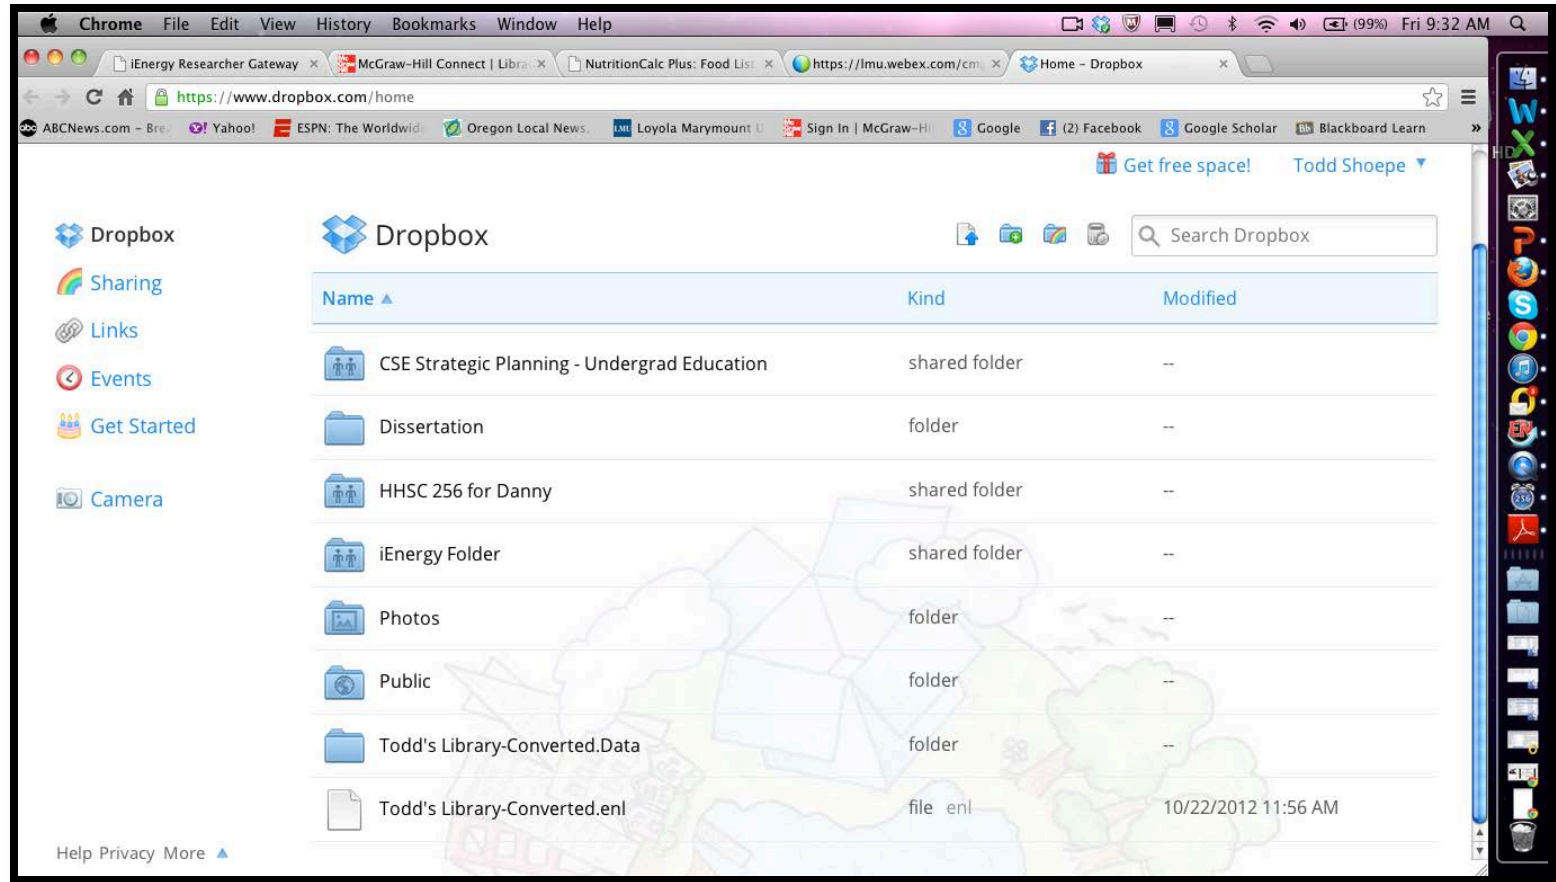 Chrome File Edit View History Bookmarks Window Help (99%) Fri 9:32 AM
iEnergy Researcher Gateway McGraw-Hill Connect | Libra NutritionCalc Plus: Food List https://lmu.webex.com/cm Home – Dropbox
https://www.dropbox.com/home
abc ABCNews.com – Bre Yahoo! ESPN: The Worldwid Oregon Local News, LMU Loyola Marymount U Sign In | McGraw-Hi Google (2) Facebook Google Scholar Bb Blackboard Learn »
HD
Get free space! Todd Shoepe
Dropbox
Sharing
Links
Events
Get Started
Camera
Dropbox
Search Dropbox
Name Kind Modified
CSE Strategic Planning - Undergrad Education shared folder --
Dissertation folder --
HHSC 256 for Danny shared folder --
iEnergy Folder shared folder --
Photos folder --
Public folder --
Todd's Library-Converted.Data folder --
Todd's Library-Converted.enl file enl 10/22/2012 11:56 AM
Help Privacy More
EN
256